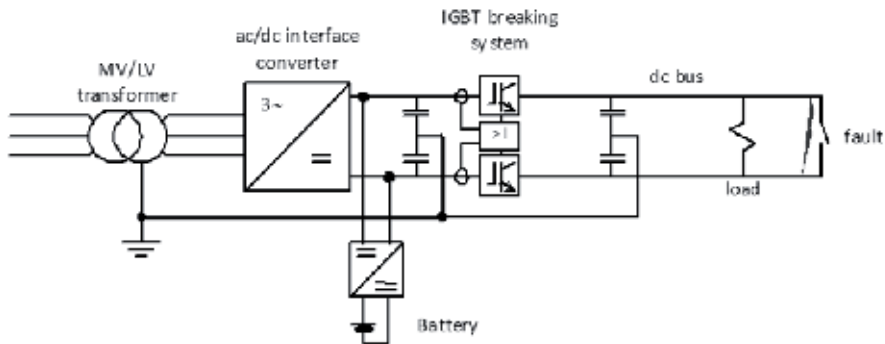 IGBT breaking
system
ac/dc interface
converter
MV/LV
transformer
dc bus
3~
>I
fault
load
Battery